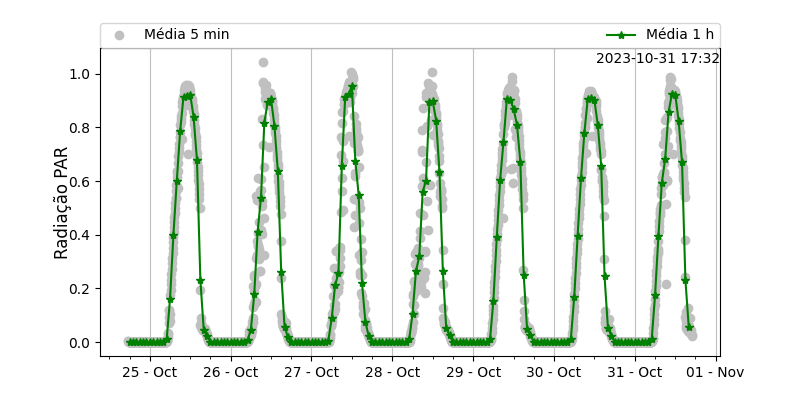 Média 5 min Média 1 h
2023-10-31 17:32
Radiação PAR
1.0
0.8
0.6
0.4
0.2
0.0
25 - Oct 26 - Oct 27 - Oct 28 - Oct 29 - Oct 30 - Oct 31 - Oct 01 - Nov